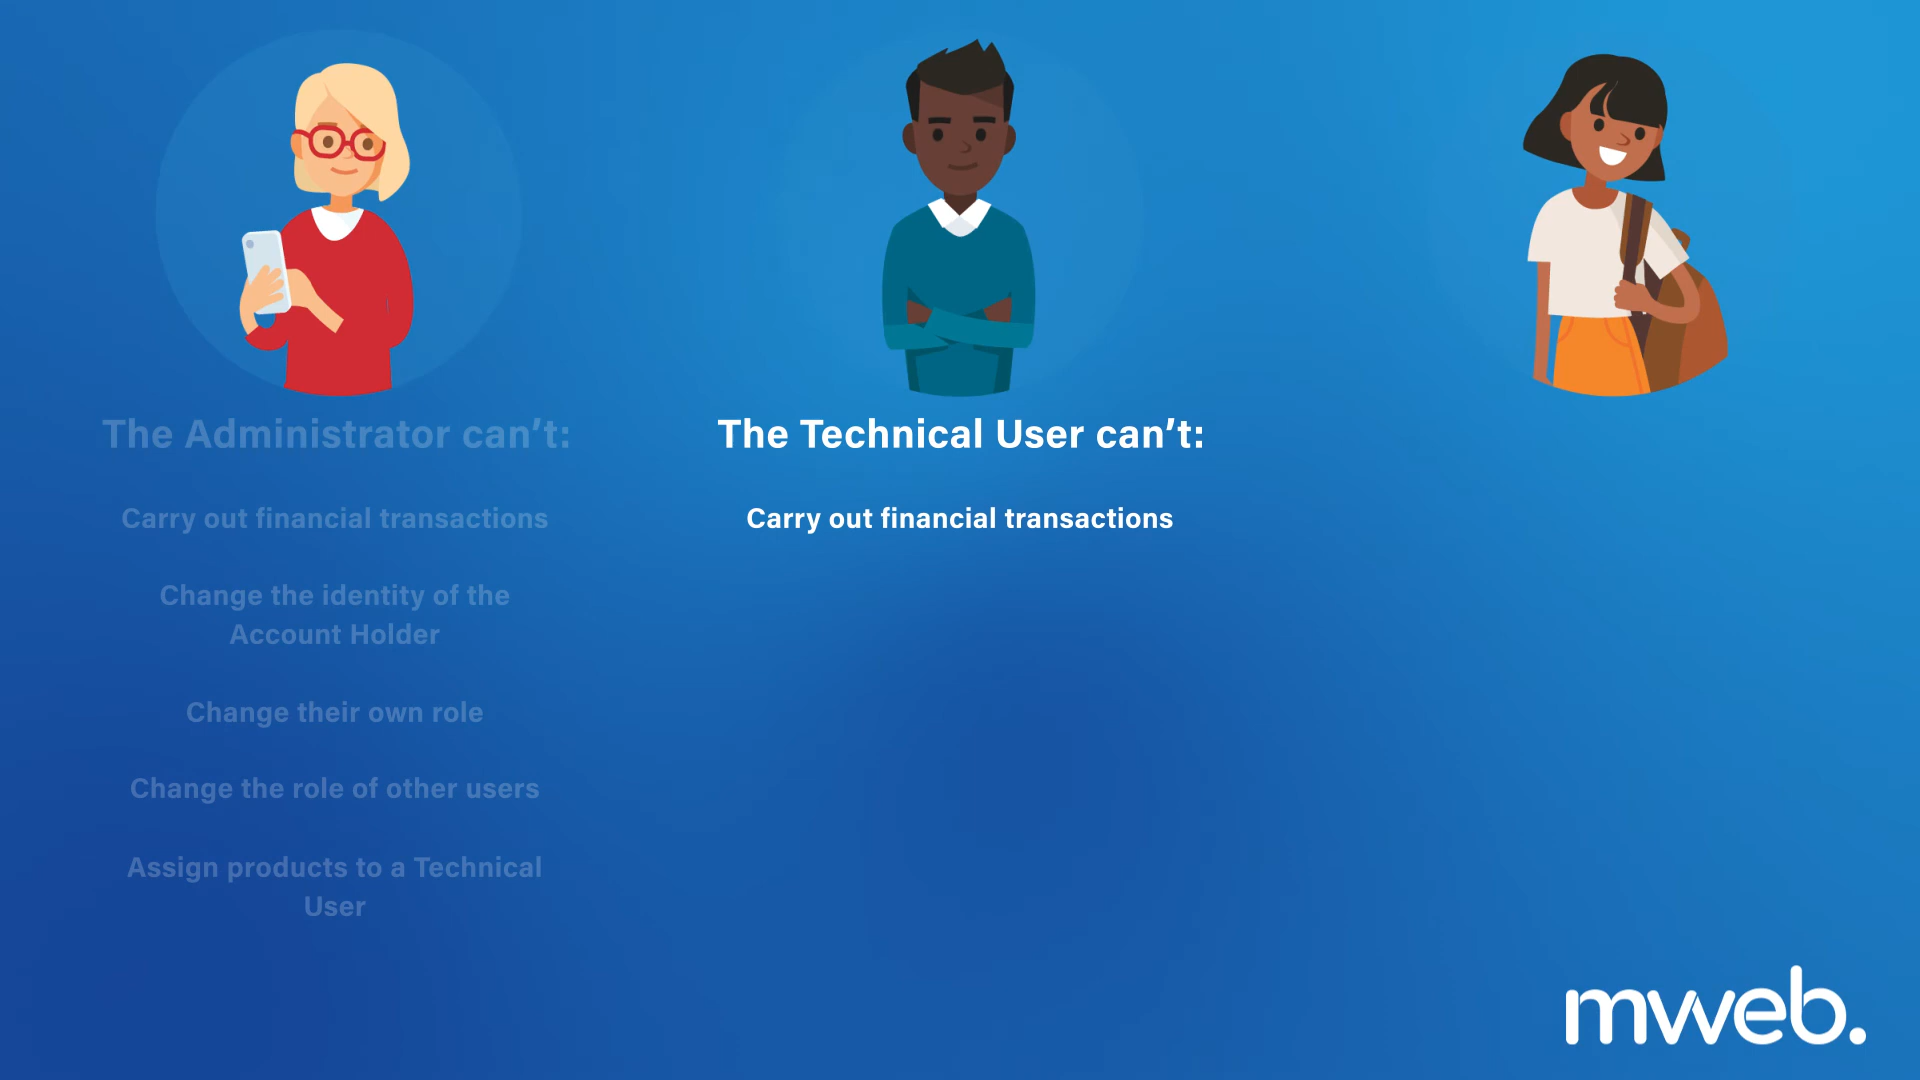 The Administrator can’t:
Carry out financial transactions
Change the identity of the
Account Holder
Change their own role
Change the role of other users
Assign products to a Technical
User
The Technical User can’t:
Carry out financial transactions
mweb.